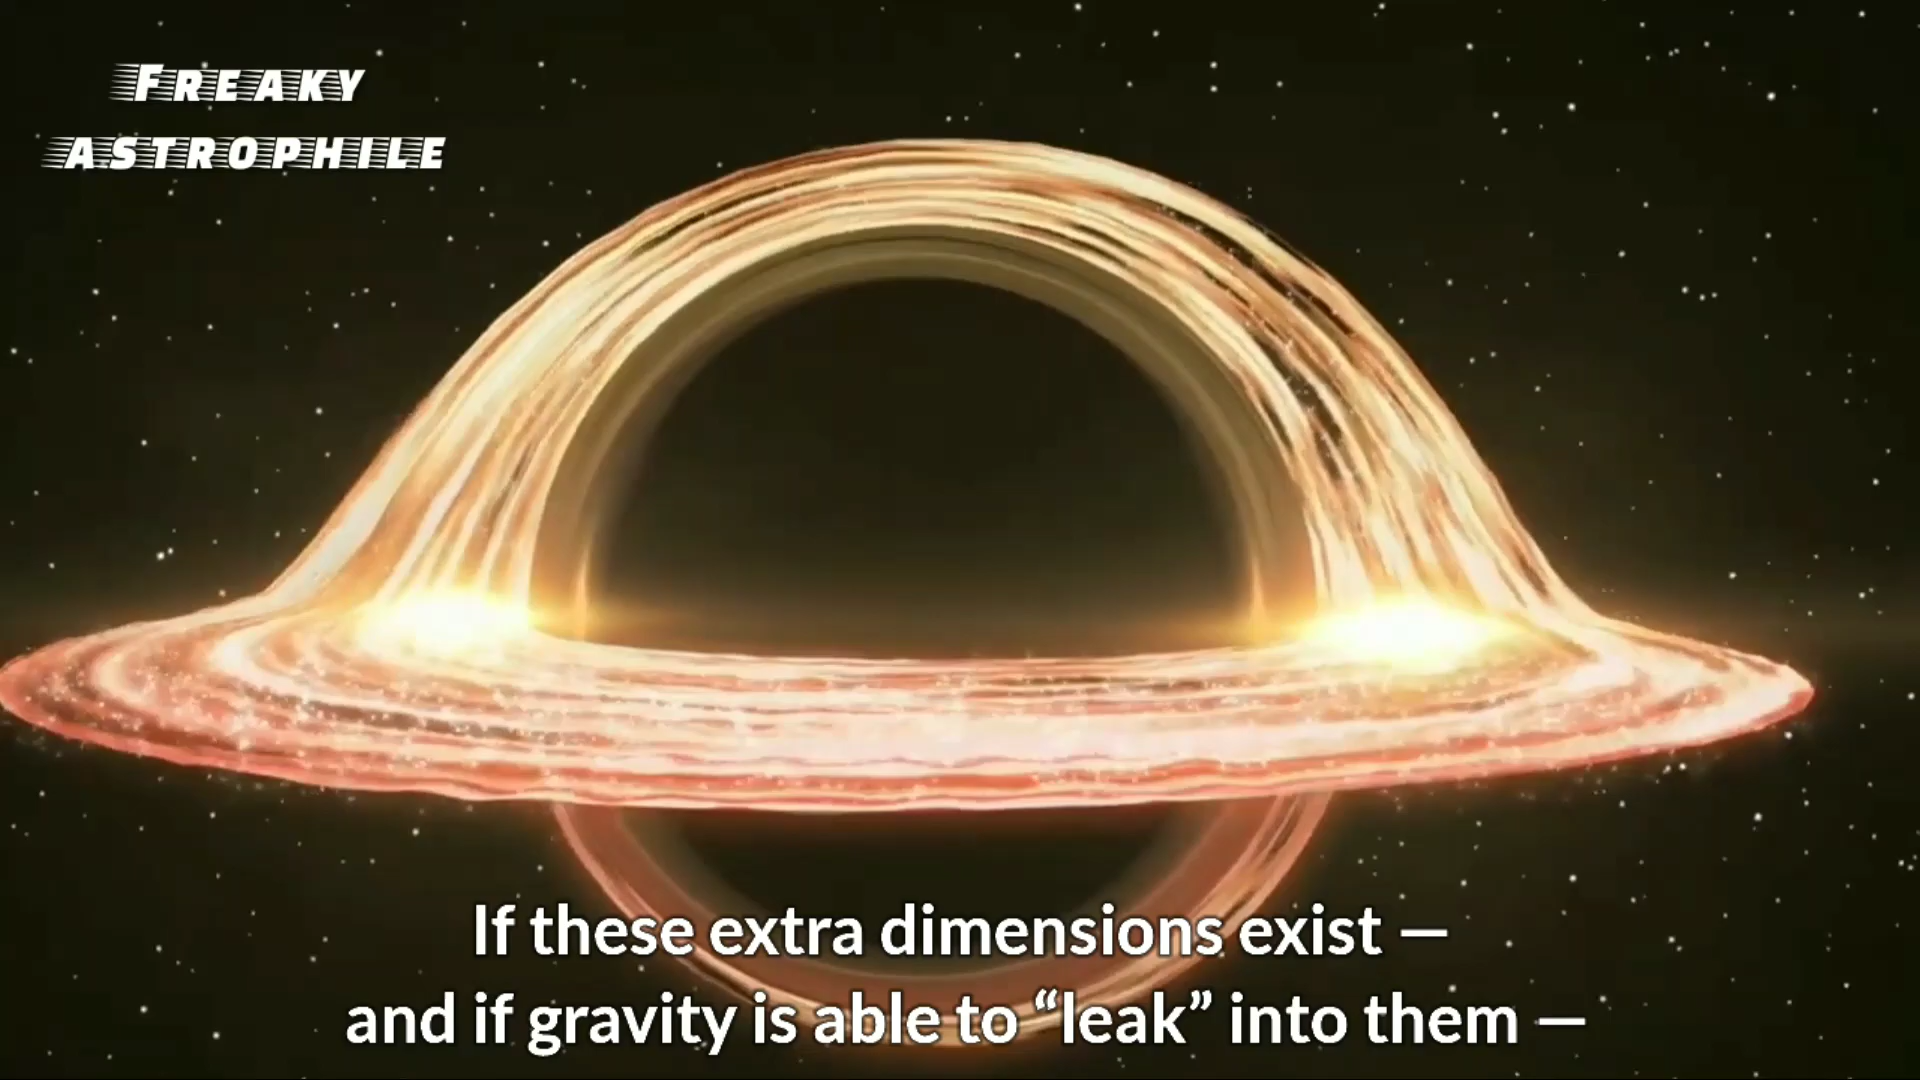 FREAKY
ASTROPHILE
If these extra dimensions exist —
and if gravity is able to “leak” into them —